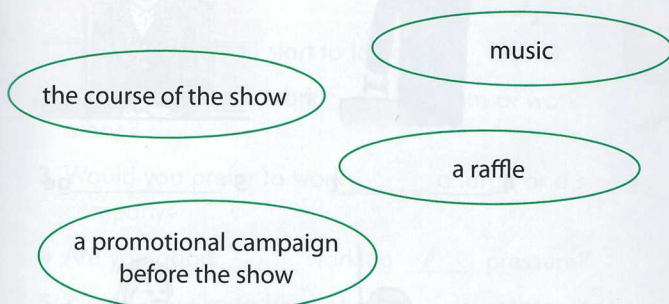 music
the course of the show
a raffle
a promotional campaign
before the show